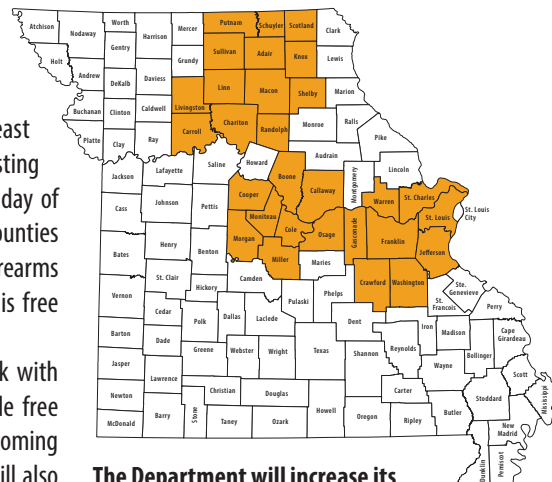 east
sting
day of
ounties
rearms
is free
k with
de free
oming
ill also
Atchison Nodaway Worth Harrison Mercer Putnam Schuyler Scotland Clark
Gentry Holt Andrew DeKalb Daviess Grundy Sullivan Adair Knox Lewis
Buchanan Clinton Caldwell Livingston Linn Macon Shelby Marion
Platte Clay Ray Carroll Chariton Randolph Monroe Ralls Pike
Jackson Lafayette Saline Howard Boone Audrain Callaway Montgomery Lincoln
Cass Johnson Pettis Cooper Moniteau Cole Osage Gasconade Warren St. Charles St. Louis St. Louis City
Bates Henry Benton Morgan Miller Maries Franklin Jefferson
Vernon St. Clair Hickory Camden Pulaski Phelps Crawford Washington St. Francois Ste. Genevieve Perry
Barton Cedar Polk Dallas Laclede Dent Iron Madison Cape Girardeau
Jasper Dade Greene Webster Wright Texas Shannon Reynolds Wayne Bollinger Scott
Newton Lawrence Christian Douglas Carter Stoddard Mississippi
McDonald Barry Stone Taney Ozark Howell Oregon Ripley Butler New Madrid
Dunklin Pemiscot
The Department will increase its